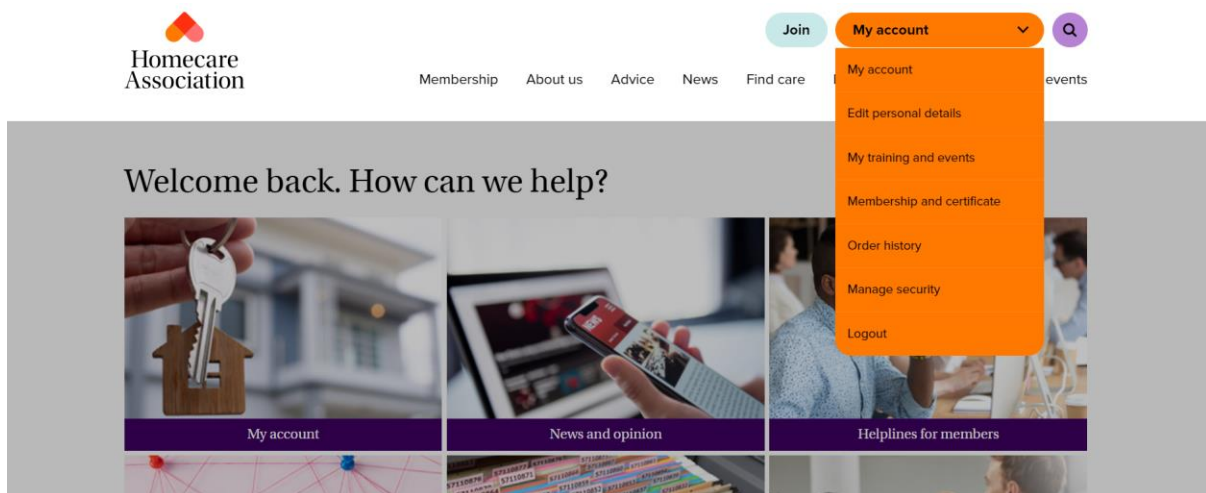 Join
My account
Homecare
Association
Membership
About us
Advice
News
Find care
events
My account
Edit personal details
My training and events
Membership and certificate
Order history
Manage security
Logout
Welcome back. How can we help?
NEWS
My account
News and opinion
Helplines for members
57110871